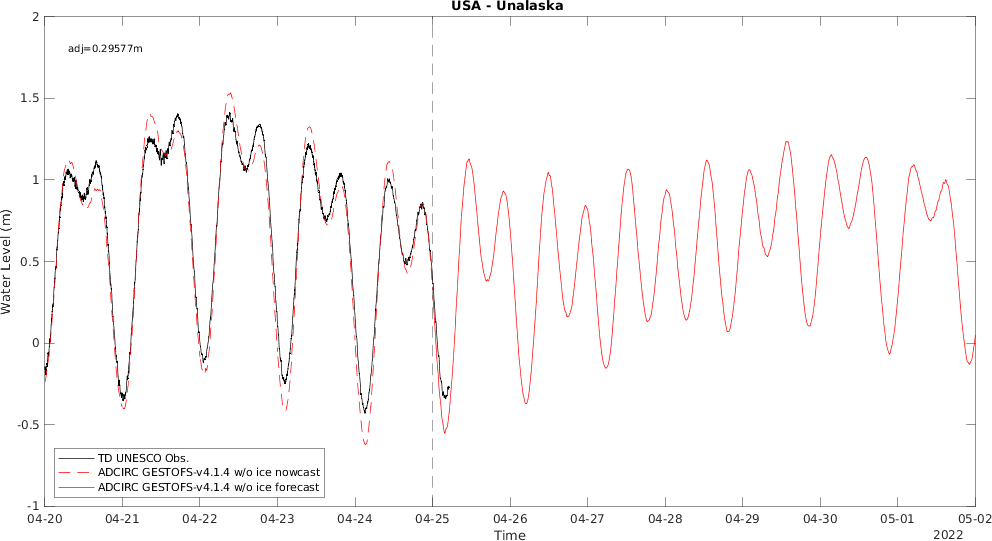 USA - Unalaska
adj=0.29577m
Water Level (m)
2
1.5
1
0.5
0
-0.5
-1
TD UNESCO Obs.
ADCIRC GESTOFS-v4.1.4 w/o ice nowcast
ADCIRC GESTOFS-v4.1.4 w/o ice forecast
04-20 04-21 04-22 04-23 04-24 04-25 04-26 04-27 04-28 04-29 04-30 05-01 05-02
Time
2022